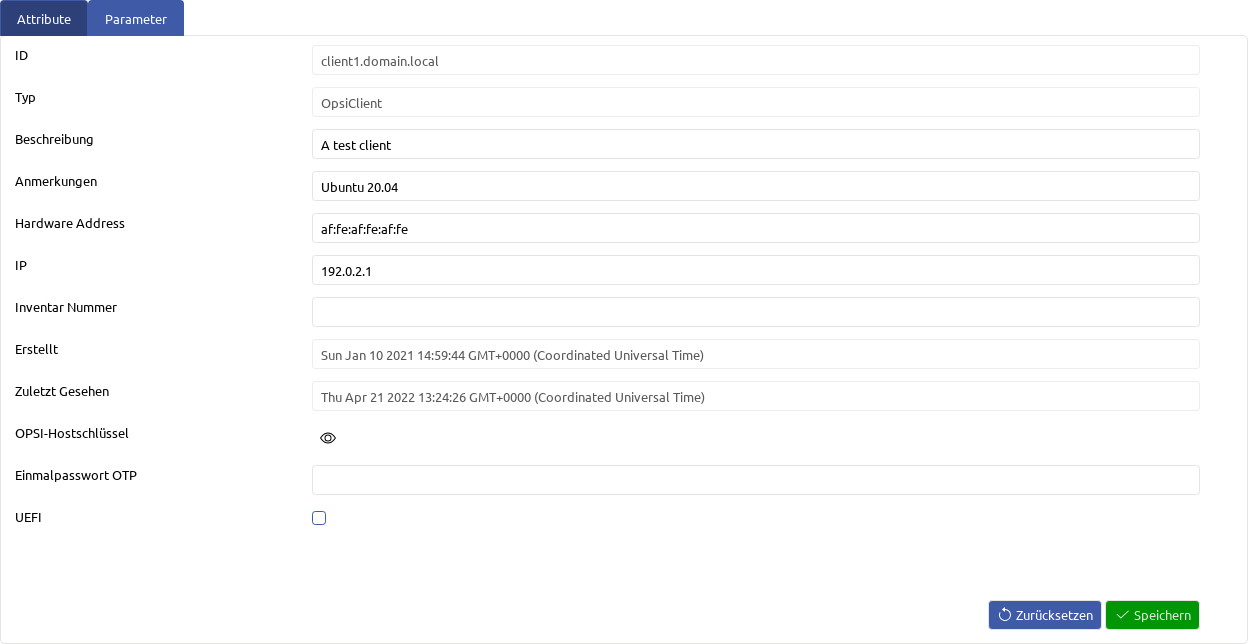 Attribute Parameter
ID client1.domain.local
Typ OpsiClient
Beschreibung A test client
Anmerkungen Ubuntu 20.04
Hardware Address af:fe:af:fe:af:fe
IP 192.0.2.1
Inventar Nummer
Erstellt Sun Jan 10 2021 14:59:44 GMT+0000 (Coordinated Universal Time)
Zuletzt Gesehen Thu Apr 21 2022 13:24:26 GMT+0000 (Coordinated Universal Time)
OPSI-Hostschlüssel
Einmalpasswort OTP
UEFI
Zurücksetzen Speichern